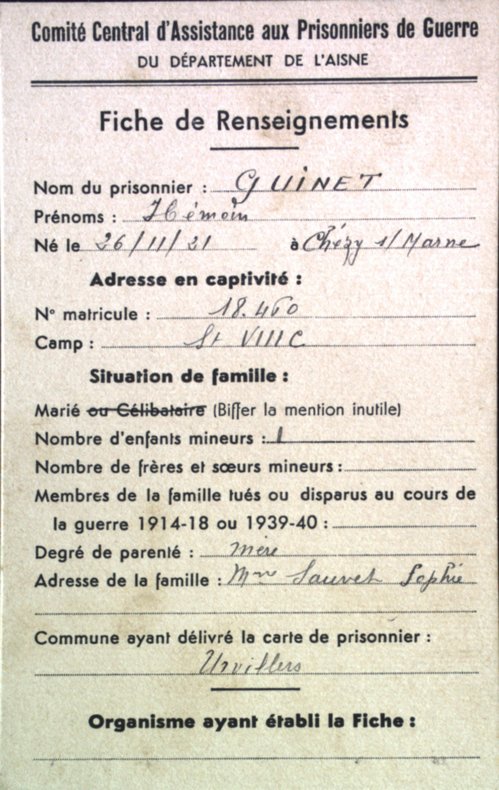 Comité Central d'Assistance aux Prisonniers de Guerre
DU DÉPARTEMENT DE L'AISNE
Fiche de Renseignements
Nom du prisonnier : GUINET
Prénoms :
Né le 26/11/21 à Chézy s/ Marne
Adresse en captivité :
N° matricule : 18.460
Camp : St VIII C
Situation de famille :
Marié ou Célibataire (Biffer la mention inutile)
Nombre d'enfants mineurs : 1
Nombre de frères et sœurs mineurs :
Membres de la famille tués ou disparus au cours de
la guerre 1914-18 ou 1939-40 :
Degré de parenté : mère
Adresse de la famille : Mme Sauvet Sophie
Commune ayant délivré la carte de prisonnier :
Urvillers
Organisme ayant établi la Fiche :